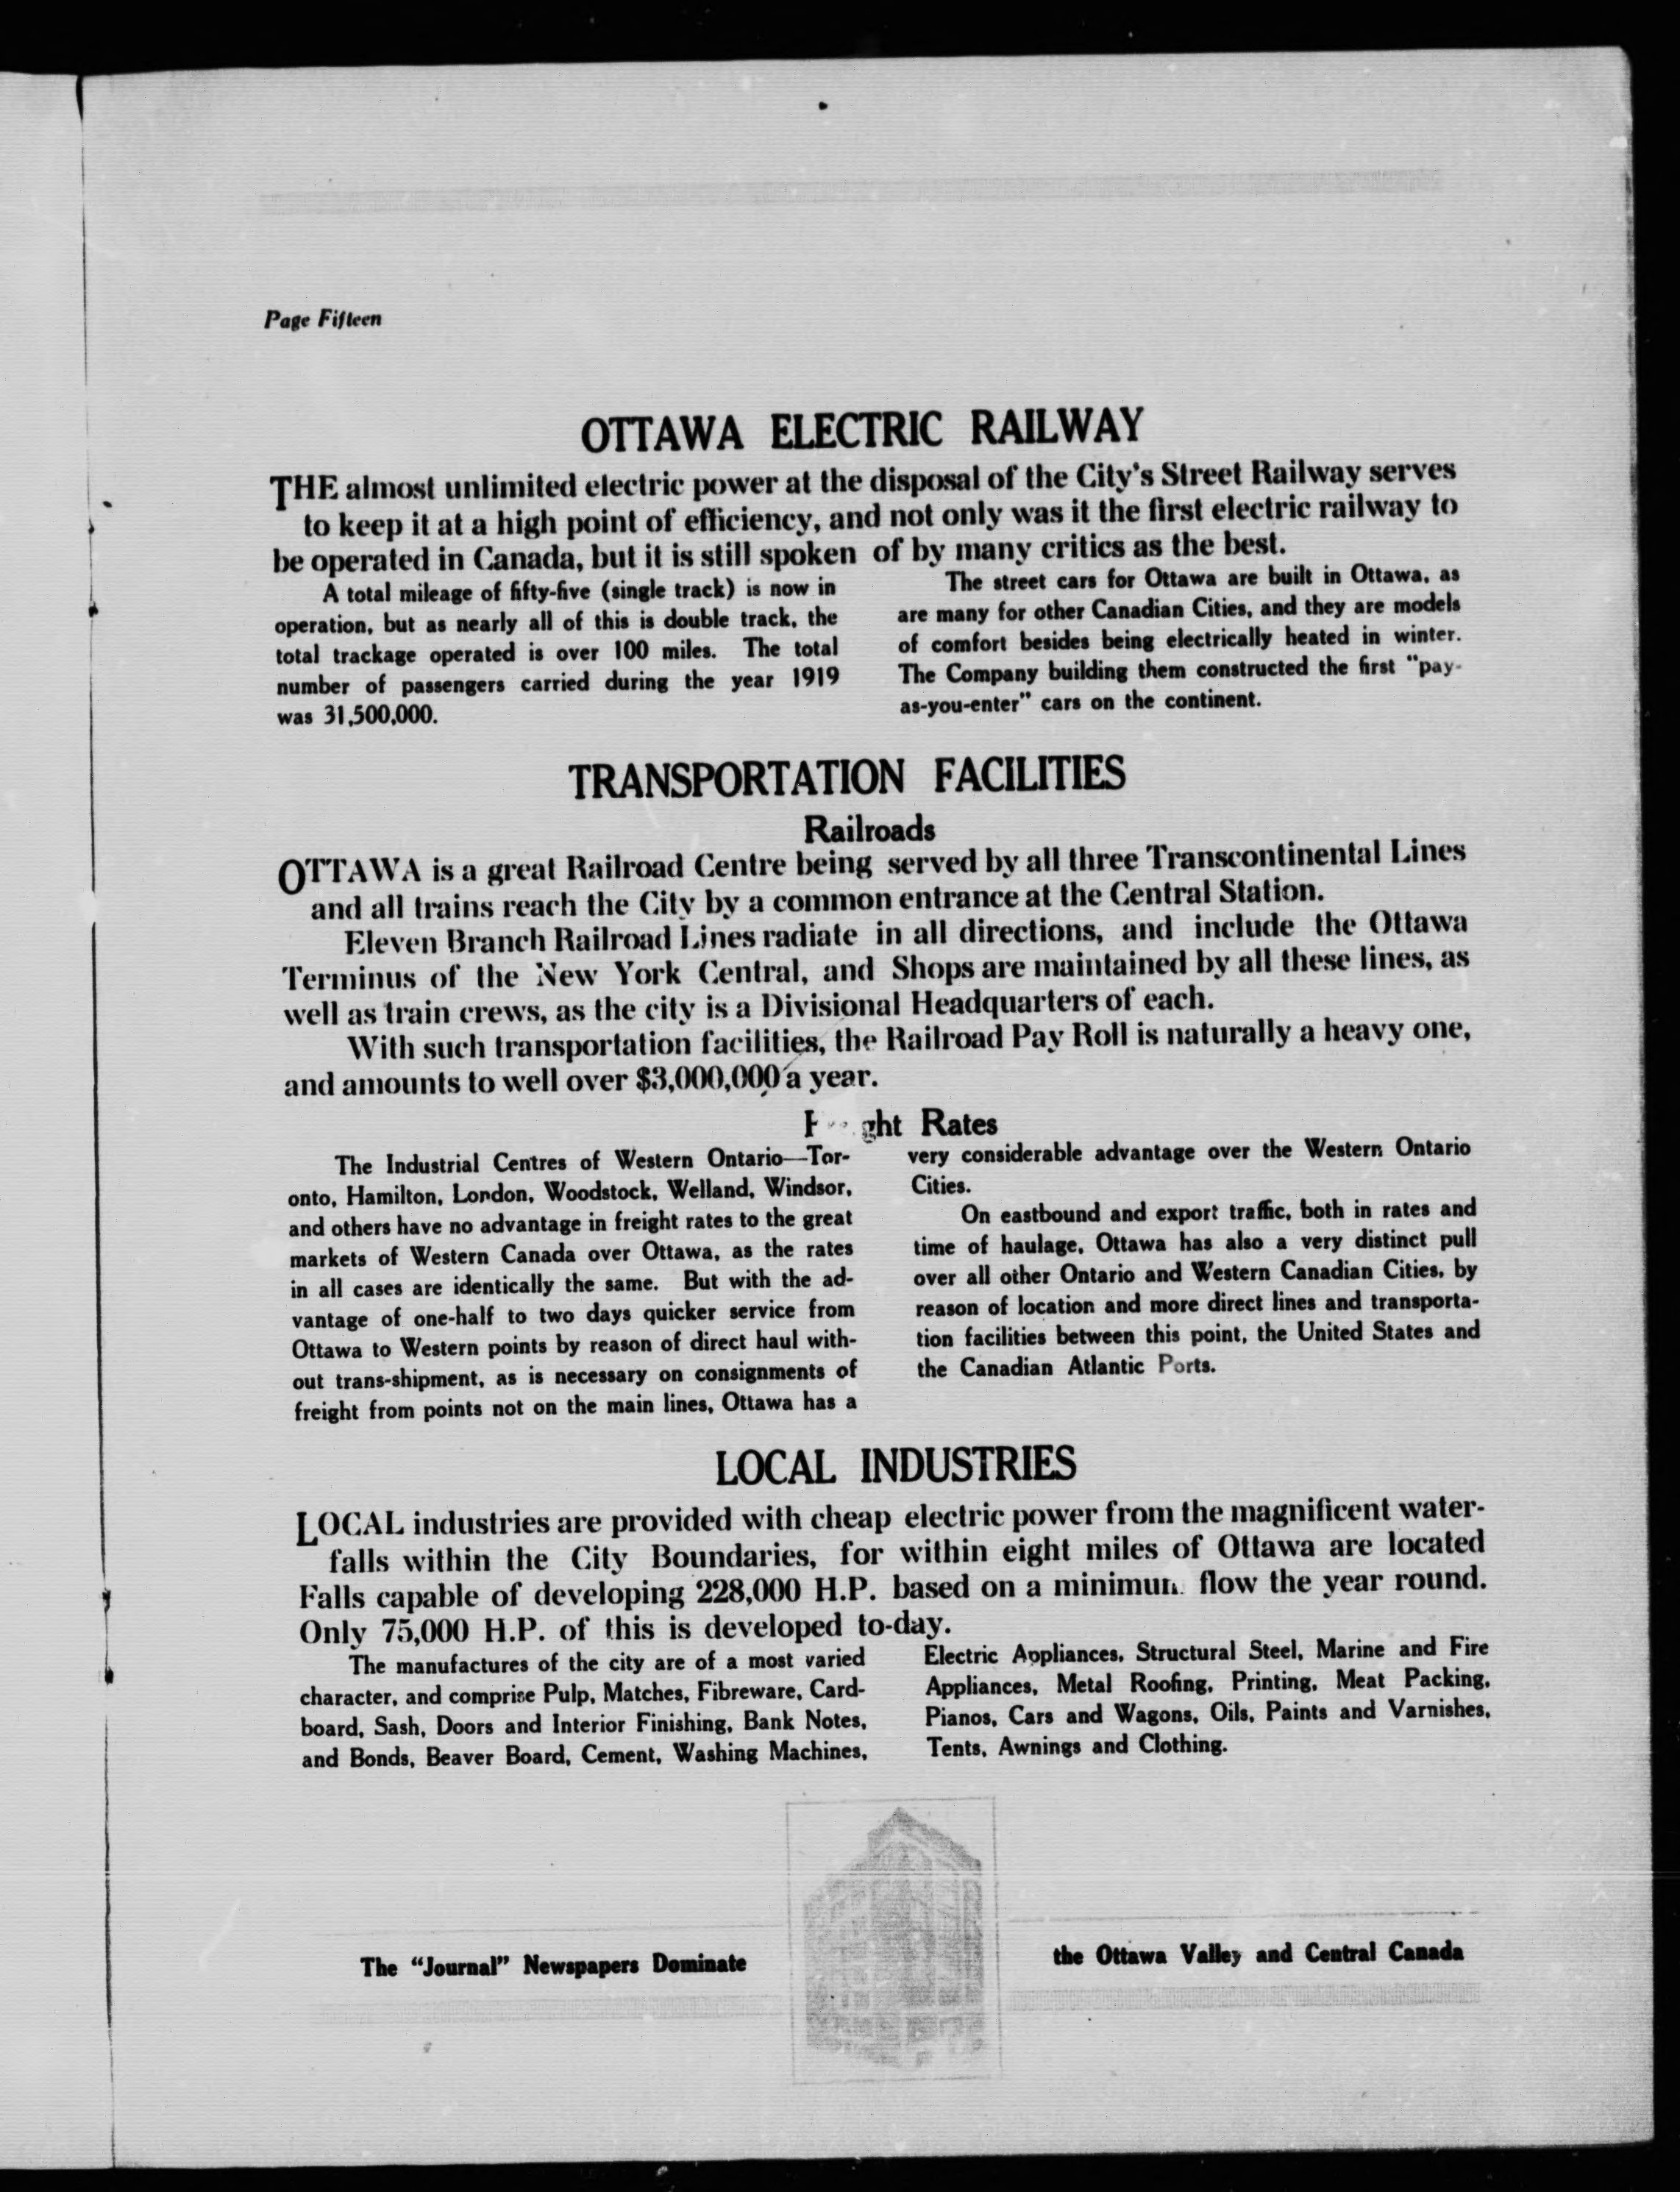 Page Fifteen
OTTAWA ELECTRIC RAILWAY
THE almost unlimited electric power at the disposal of the City's Street Railway serves
to keep it at a high point of efficiency, and not only was it the first electric railway to
be operated in Canada, but it is still spoken of by many critics as the best.
A total mileage of fifty-five (single track) is now in
operation, but as nearly all of this is double track, the
total trackage operated is over 100 miles. The total
number of passengers carried during the year 1919
was 31,500,000.
The street cars for Ottawa are built in Ottawa, as
are many for other Canadian Cities, and they are models
of comfort besides being electrically heated in winter.
The Company building them constructed the first "pay-
as-you-enter" cars on the continent.
TRANSPORTATION FACILITIES
Railroads
OTTAWA is a great Railroad Centre being served by all three Transcontinental Lines
and all trains reach the City by a common entrance at the Central Station.
Eleven Branch Railroad Lines radiate in all directions, and include the Ottawa
Terminus of the New York Central, and Shops are maintained by all these lines, as
well as train crews, as the city is a Divisional Headquarters of each.
With such transportation facilities, the Railroad Pay Roll is naturally a heavy one,
and amounts to well over $3,000,000 a year.
Rates
The Industrial Centres of Western Ontario—Tor-
onto, Hamilton, London, Woodstock, Welland, Windsor,
and others have no advantage in freight rates to the great
markets of Western Canada over Ottawa, as the rates
in all cases are identically the same. But with the ad-
vantage of one-half to two days quicker service from
Ottawa to Western points by reason of direct haul with-
out trans-shipment, as is necessary on consignments of
freight from points not on the main lines, Ottawa has a
very considerable advantage over the Western Ontario
Cities.
On eastbound and export traffic, both in rates and
time of haulage, Ottawa has also a very distinct pull
over all other Ontario and Western Canadian Cities, by
reason of location and more direct lines and transporta-
tion facilities between this point, the United States and
the Canadian Atlantic Ports.
LOCAL INDUSTRIES
LOCAL industries are provided with cheap electric power from the magnificent water-
falls within the City Boundaries, for within eight miles of Ottawa are located
Falls capable of developing 228,000 H.P. based on a minimum flow the year round.
Only 75,000 H.P. of this is developed to-day.
The manufactures of the city are of a most varied
character, and comprise Pulp, Matches, Fibreware, Card-
board, Sash, Doors and Interior Finishing, Bank Notes,
and Bonds, Beaver Board, Cement, Washing Machines,
Electric Appliances, Structural Steel, Marine and Fire
Appliances, Metal Roofing, Printing, Meat Packing,
Pianos, Cars and Wagons, Oils, Paints and Varnishes,
Tents, Awnings and Clothing.
The "Journal" Newspapers Dominate
the Ottawa Valley and Central Canada